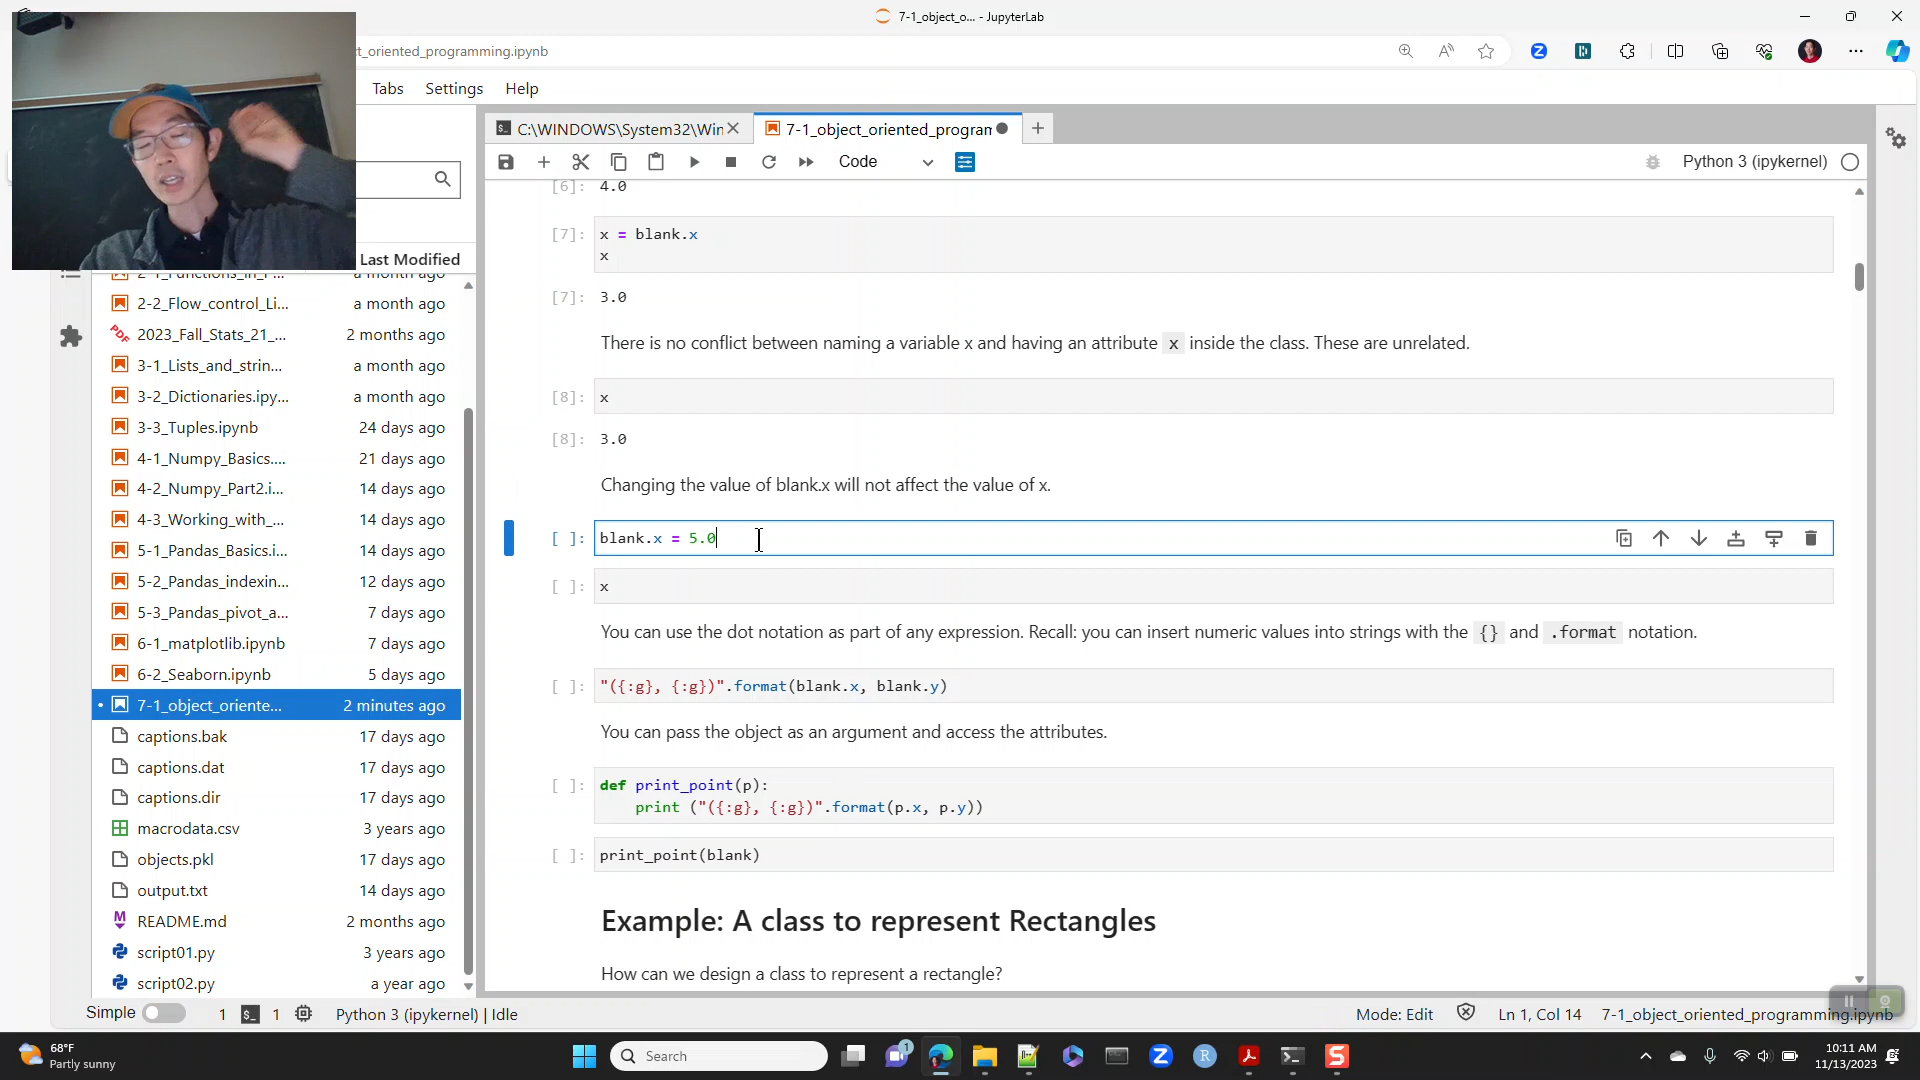 7-1_object_o... - JupyterLab
t_oriented_programming.ipynb
Tabs
Settings
Help
C:\WINDOWS\System32\Win
7-1_object_oriented_program
Code
Python 3 (ipykernel)
Last Modified
2-1_Functions_in_P... a month ago
2-2_Flow_control_Li... a month ago
2023_Fall_Stats_21_... 2 months ago
3-1_Lists_and_strin... a month ago
3-2_Dictionaries.ipy... a month ago
3-3_Tuples.ipynb 24 days ago
4-1_Numpy_Basics.... 21 days ago
4-2_Numpy_Part2.i... 14 days ago
4-3_Working_with_... 14 days ago
5-1_Pandas_Basics.i... 14 days ago
5-2_Pandas_indexin... 12 days ago
5-3_Pandas_pivot_a... 7 days ago
6-1_matplotlib.ipynb 7 days ago
6-2_Seaborn.ipynb 5 days ago
7-1_object_oriente... 2 minutes ago
captions.bak 17 days ago
captions.dat 17 days ago
captions.dir 17 days ago
macrodata.csv 3 years ago
objects.pkl 17 days ago
output.txt 14 days ago
README.md 2 months ago
script01.py 3 years ago
script02.py a year ago
[6]: 4.0
[7]: x = blank.x
x
[7]: 3.0
There is no conflict between naming a variable x and having an attribute x inside the class. These are unrelated.
[8]: x
[8]: 3.0
Changing the value of blank.x will not affect the value of x.
[ ]: blank.x = 5.0
[ ]: x
You can use the dot notation as part of any expression. Recall: you can insert numeric values into strings with the {} and .format notation.
[ ]: "({:g}, {:g})".format(blank.x, blank.y)
You can pass the object as an argument and access the attributes.
[ ]: def print_point(p):
print ("({:g}, {:g})".format(p.x, p.y))
[ ]: print_point(blank)
Example: A class to represent Rectangles
How can we design a class to represent a rectangle?
Simple
1
1
Python 3 (ipykernel) | Idle
Mode: Edit
Ln 1, Col 14
7-1_object_oriented_programming.ipynb
68°F
Partly sunny
Search
1
10:11 AM
11/13/2023